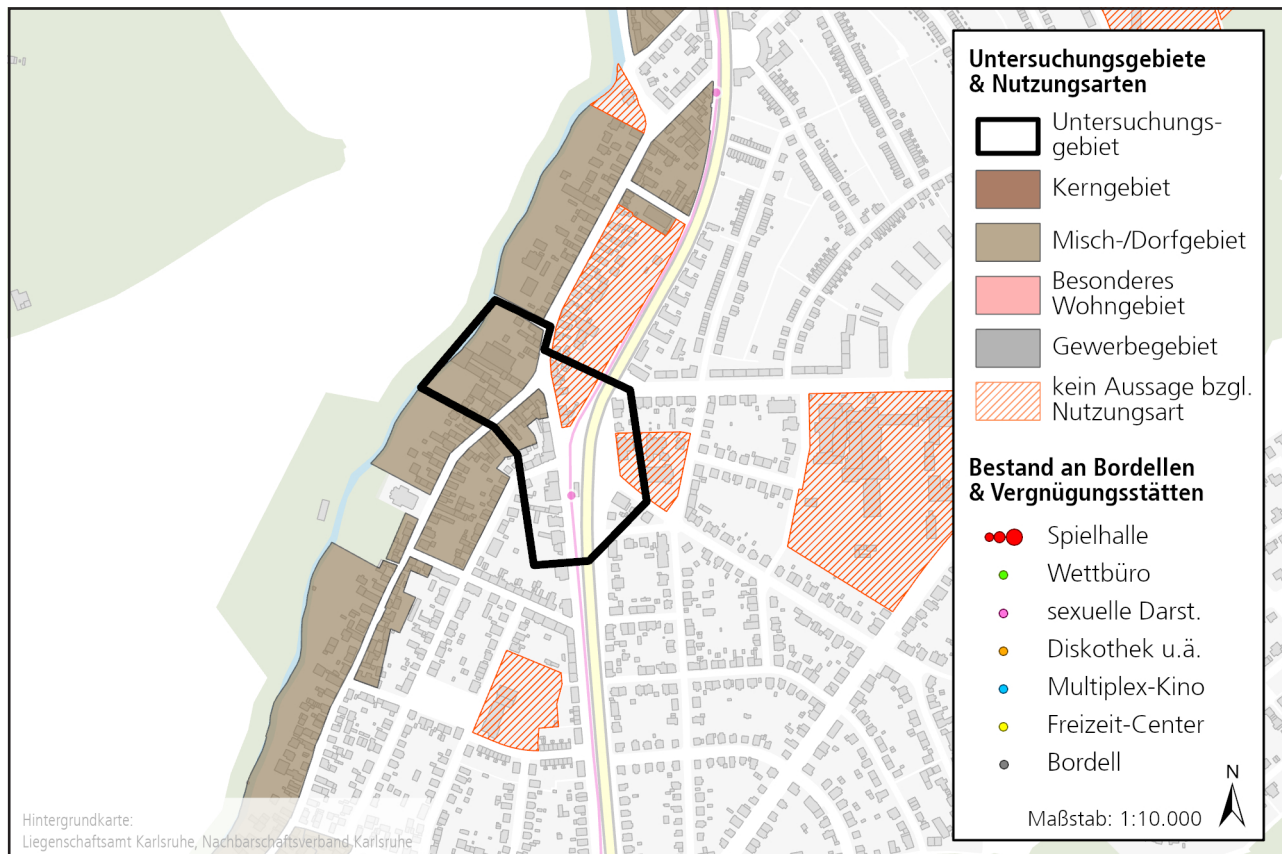 Untersuchungsgebiete
& Nutzungsarten
Untersuchungs-
gebiet
Kerngebiet
Misch-/Dorfgebiet
Besonderes
Wohngebiet
Gewerbegebiet
kein Aussage bzgl.
Nutzungsart
Bestand an Bordellen
& Vergnügungsstätten
Spielhalle
Wettbüro
sexuelle Darst.
Diskothek u.ä.
Multiplex-Kino
Freizeit-Center
Bordell
N
Maßstab: 1:10.000
Hintergrundkarte:
Liegenschaftsamt Karlsruhe, Nachbarschaftsverband Karlsruhe